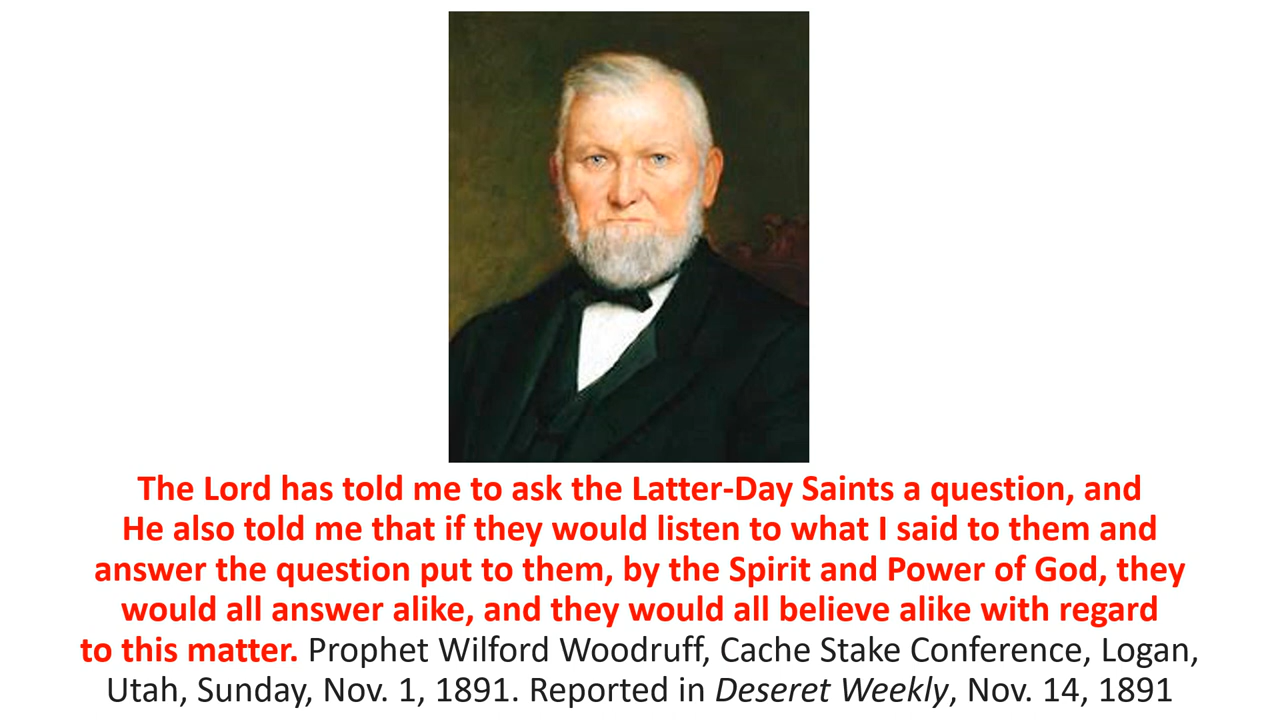 The Lord has told me to ask the Latter-Day Saints a question, and
He also told me that if they would listen to what I said to them and
answer the question put to them, by the Spirit and Power of God, they
would all answer alike, and they would all believe alike with regard
to this matter. Prophet Wilford Woodruff, Cache Stake Conference, Logan,
Utah, Sunday, Nov. 1, 1891. Reported in Deseret Weekly, Nov. 14, 1891